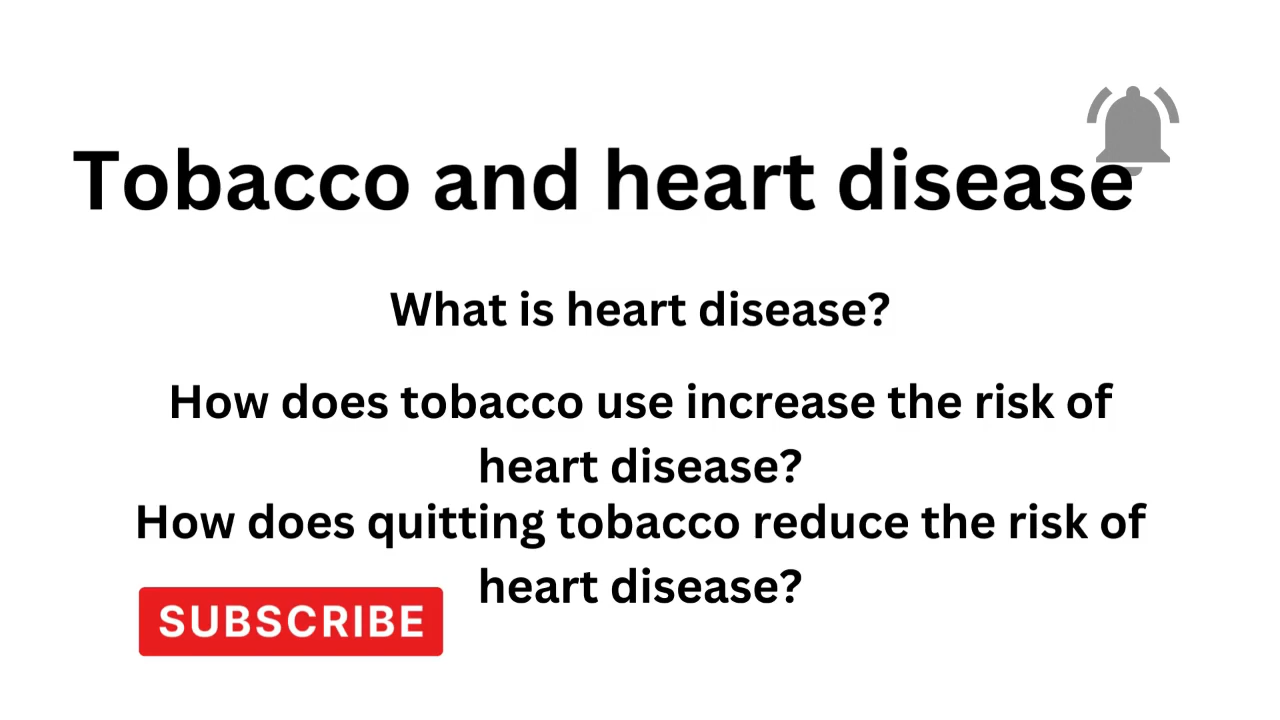 Tobacco and heart disease
What is heart disease?
How does tobacco use increase the risk of
heart disease?
How does quitting tobacco reduce the risk of
heart disease?
SUBSCRIBE